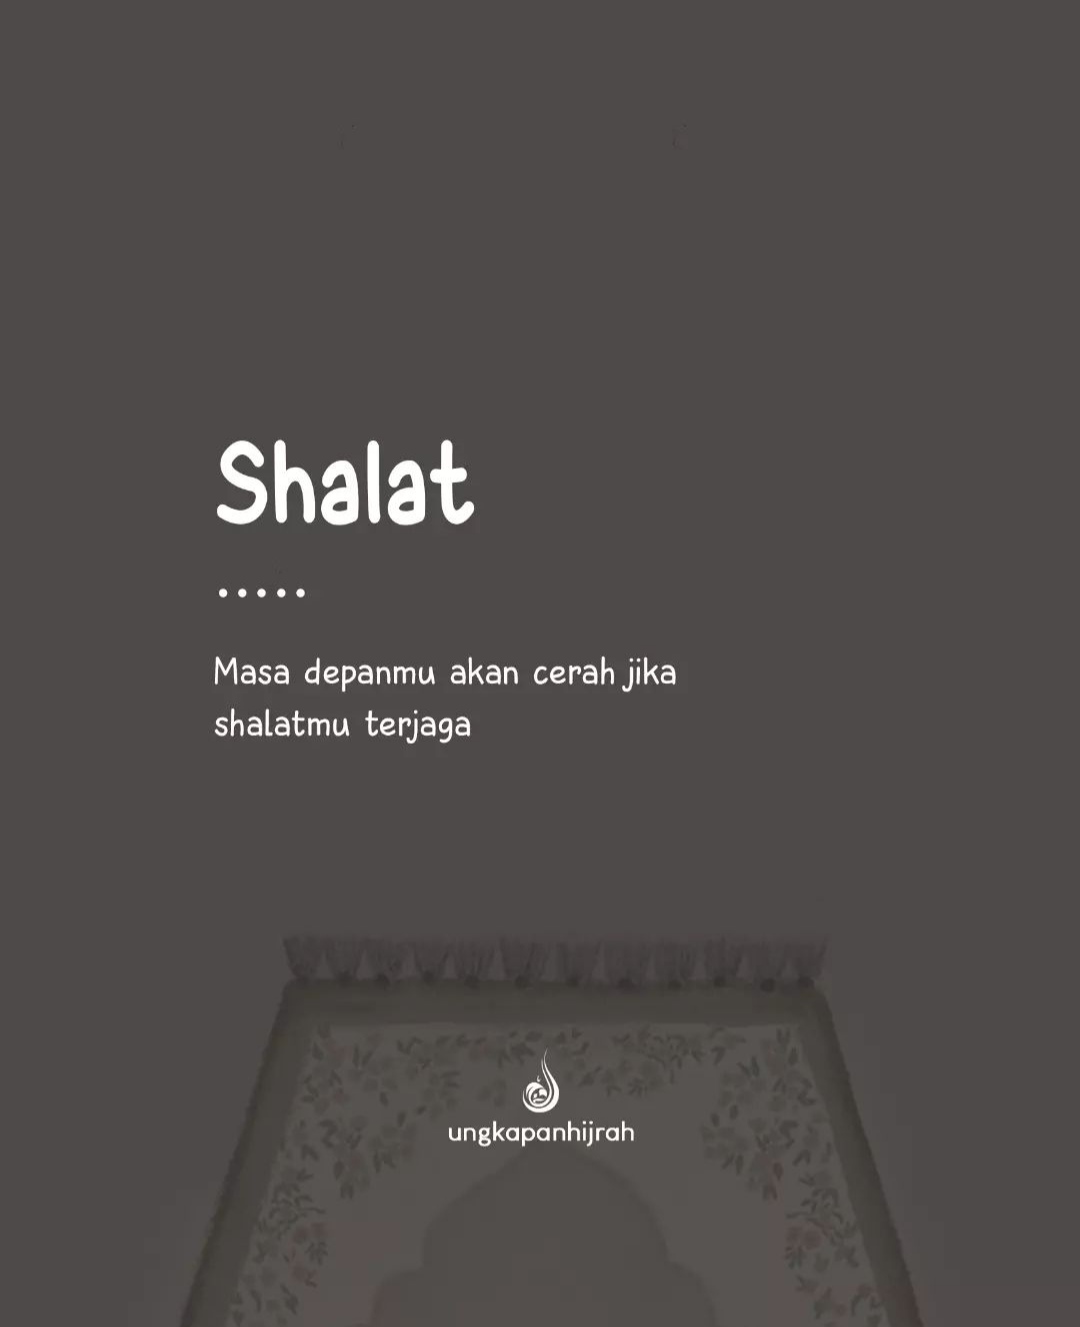 Shalat
.....
Masa depanmu akan cerah jika
shalatmu terjaga
ungkapanhijrah